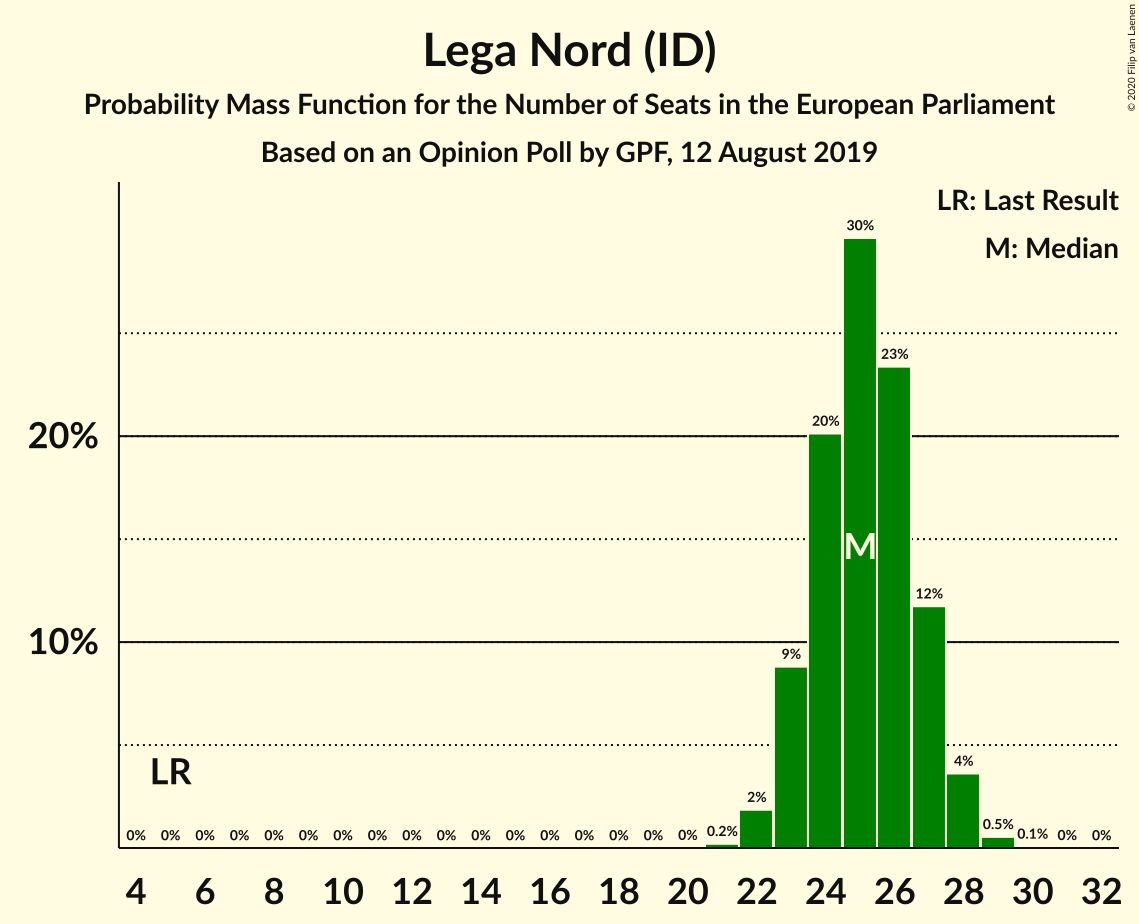 Lega Nord (ID)
Probability Mass Function for the Number of Seats in the European Parliament
Based on an Opinion Poll by GPF, 12 August 2019
© 2020 Filip van Laenen
LR: Last Result
M: Median
30%
23%
20%
20%
M
12%
10%
9%
LR
4%
2%
0% 0% 0% 0% 0% 0% 0% 0% 0% 0% 0% 0% 0% 0% 0% 0% 0% 0.2% 0.5% 0.1% 0% 0%
4 6 8 10 12 14 16 18 20 22 24 26 28 30 32